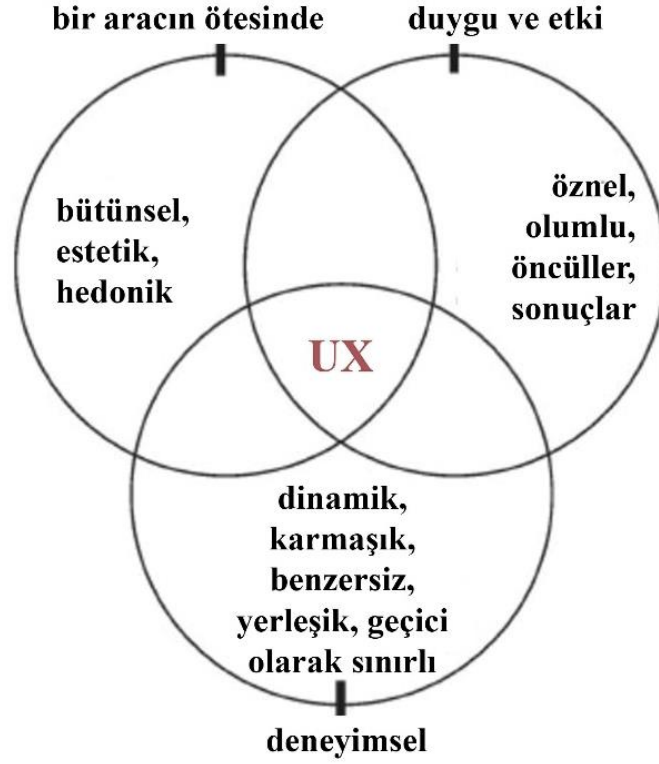 bir aracın ötesinde
duygu ve etki
bütünsel,
estetik,
hedonik
öznel,
olumlu,
öncüller,
sonuçlar
UX
dinamik,
karmaşık,
benzersiz,
yerleşik, geçici
olarak sınırlı
deneyimsel